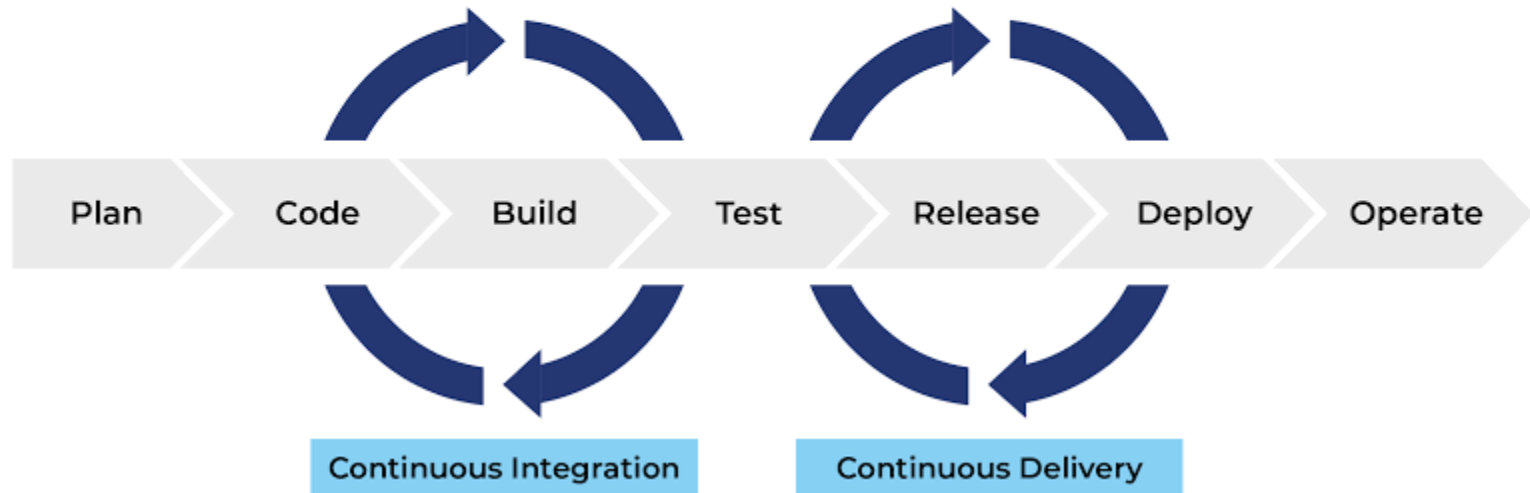 Plan
Code
Build
Test
Release
Deploy
Operate
Continuous Integration
Continuous Delivery